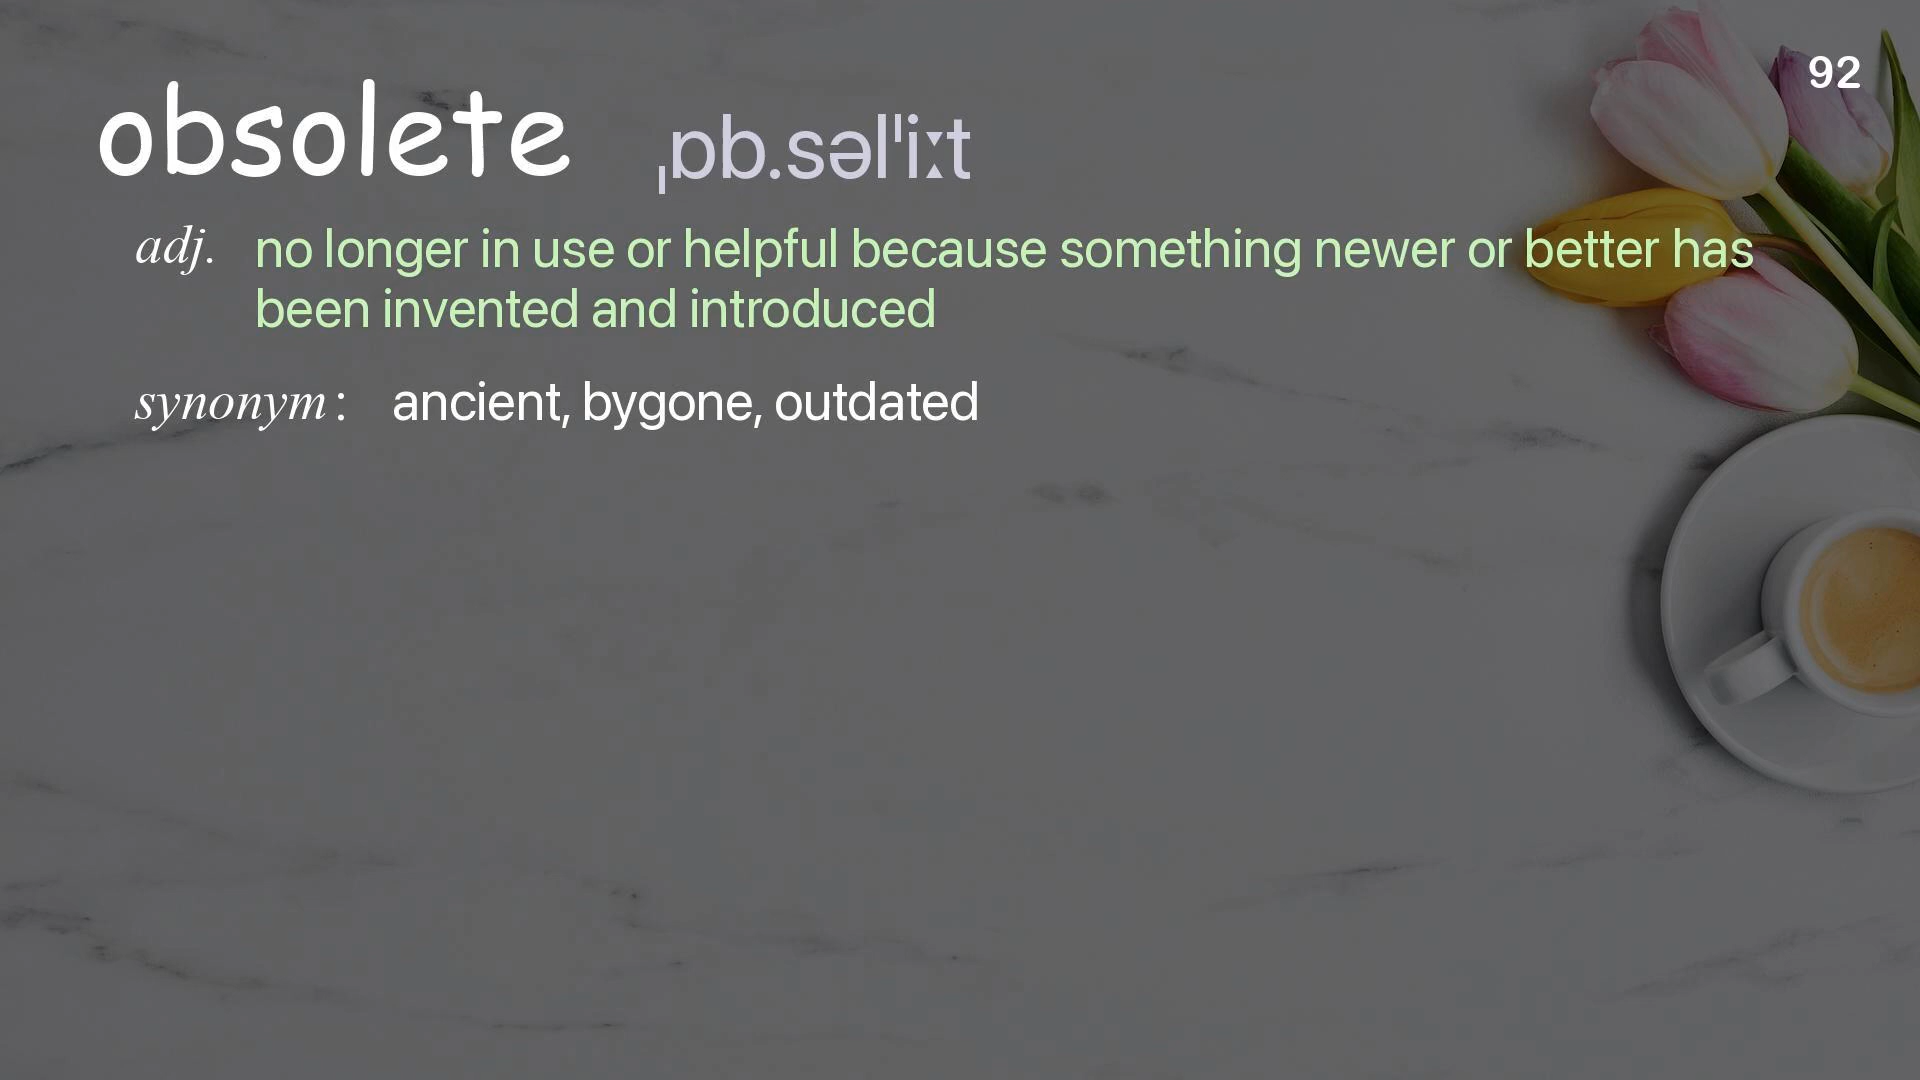 92
obsolete ˌɒb.səlˈiːt
adj. no longer in use or helpful because something newer or better has
been invented and introduced
synonym: ancient, bygone, outdated